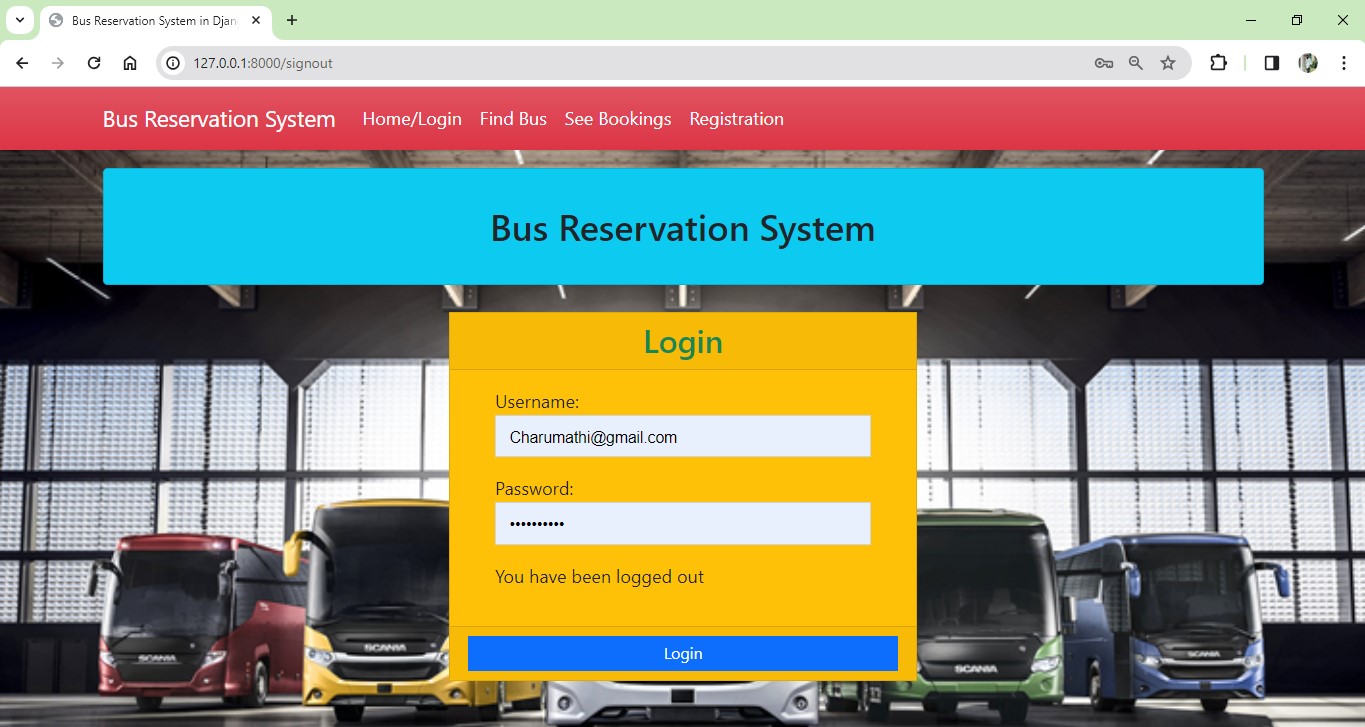 Bus Reservation System in Djan
127.0.0.1:8000/signout
Bus Reservation System Home/Login Find Bus See Bookings Registration
Bus Reservation System
Login
Username:
Charumathi@gmail.com
Password:
••••••••••
You have been logged out
Login
SCANIA
SCANIA
SCANIA
SCANIA